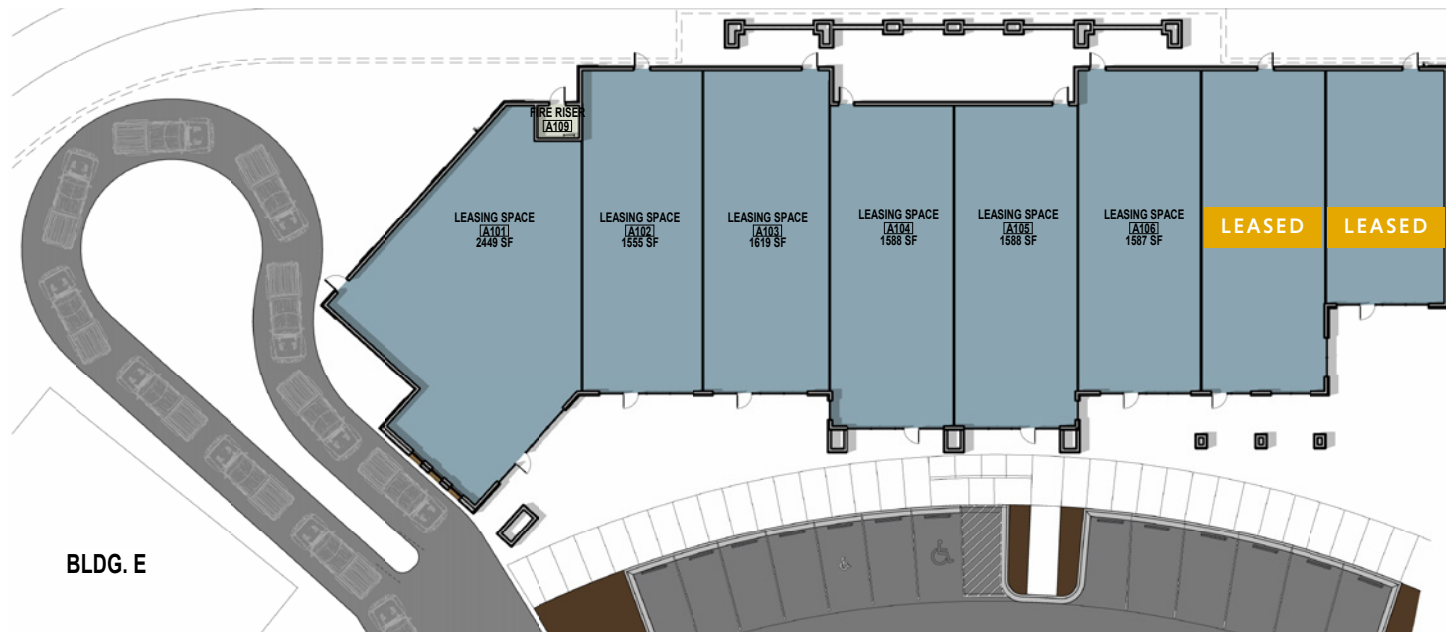 FIRE RISER
A109
LEASING SPACE
A101
2449 SF
LEASING SPACE
A102
1555 SF
LEASING SPACE
A103
1619 SF
LEASING SPACE
A104
1588 SF
LEASING SPACE
A105
1588 SF
LEASING SPACE
A106
1587 SF
LEASED
LEASED
BLDG. E